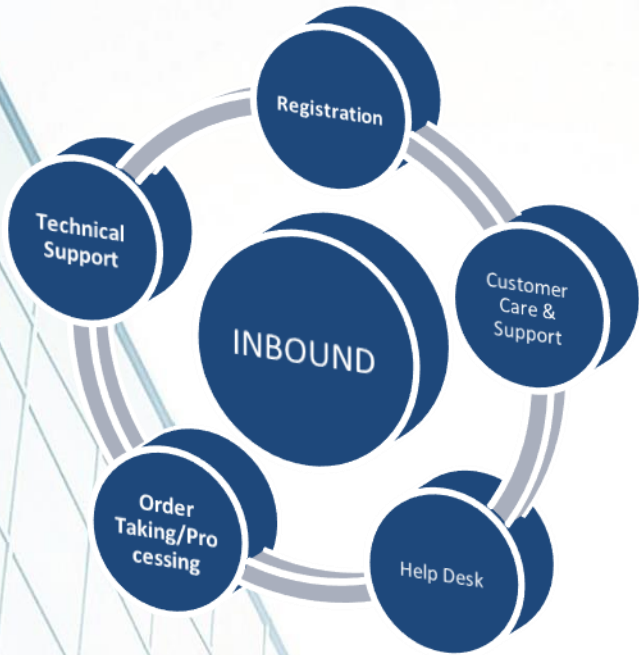 Registration
Customer
Care &
Support
Help Desk
Order
Taking/Pro
cessing
Technical
Support
INBOUND